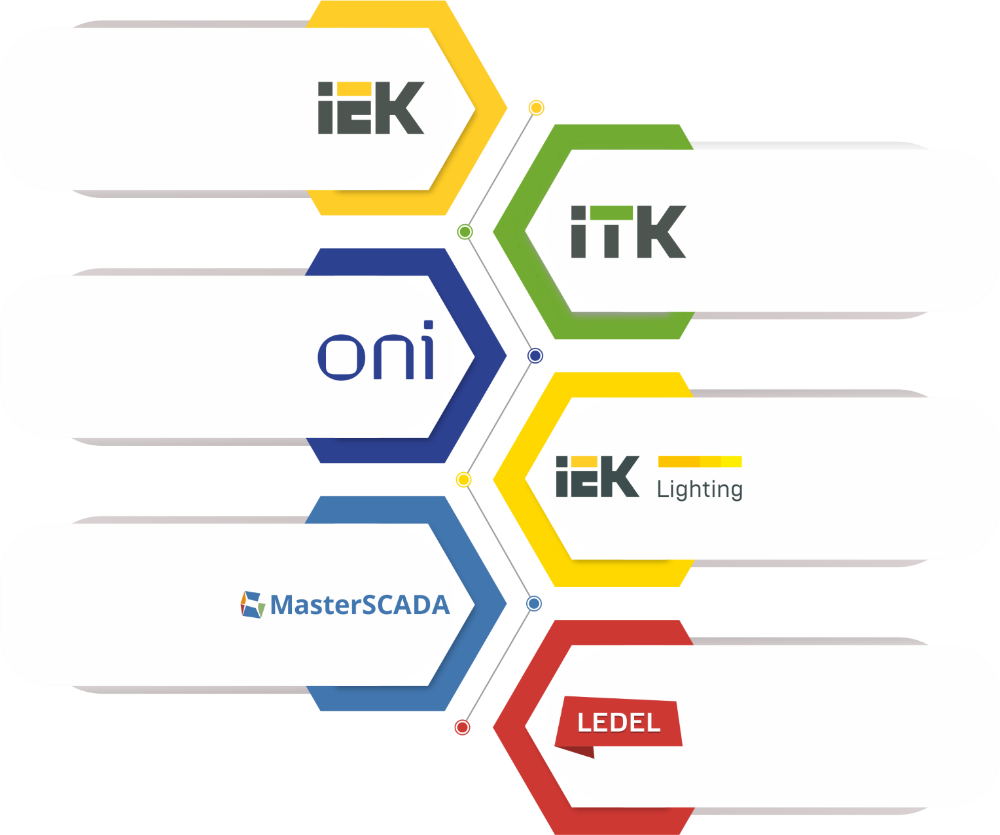 iEK
iTK
oni
iEK Lighting
MasterSCADA
LEDEL